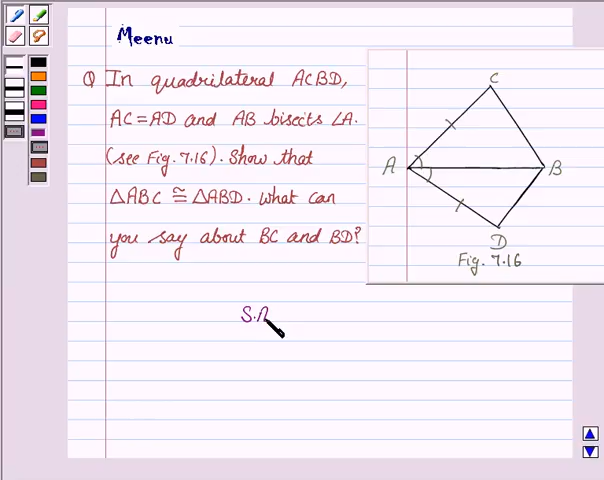 Meenu
Q In quadrilateral ACBD,
AC=AD and AB bisects ∠A.
(see Fig. 7.16). Show that
△ABC ≅ △ABD. What can
you say about BC and BD?
C
A
B
D
Fig. 7.16
S.A